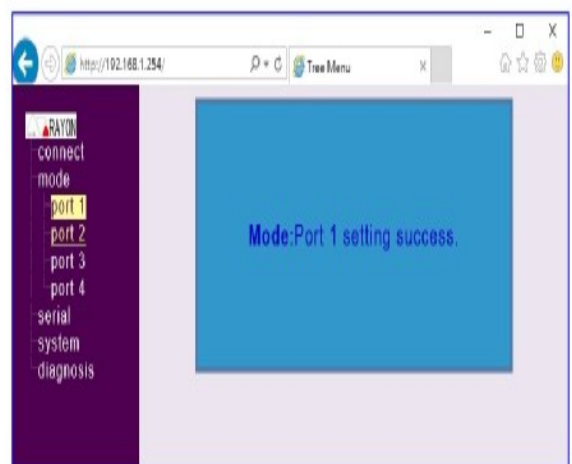 http://192.168.1.254/
Tree Menu
RAYON
connect
mode
port 1
port 2
port 3
port 4
serial
system
diagnosis
Mode:Port 1 setting success.